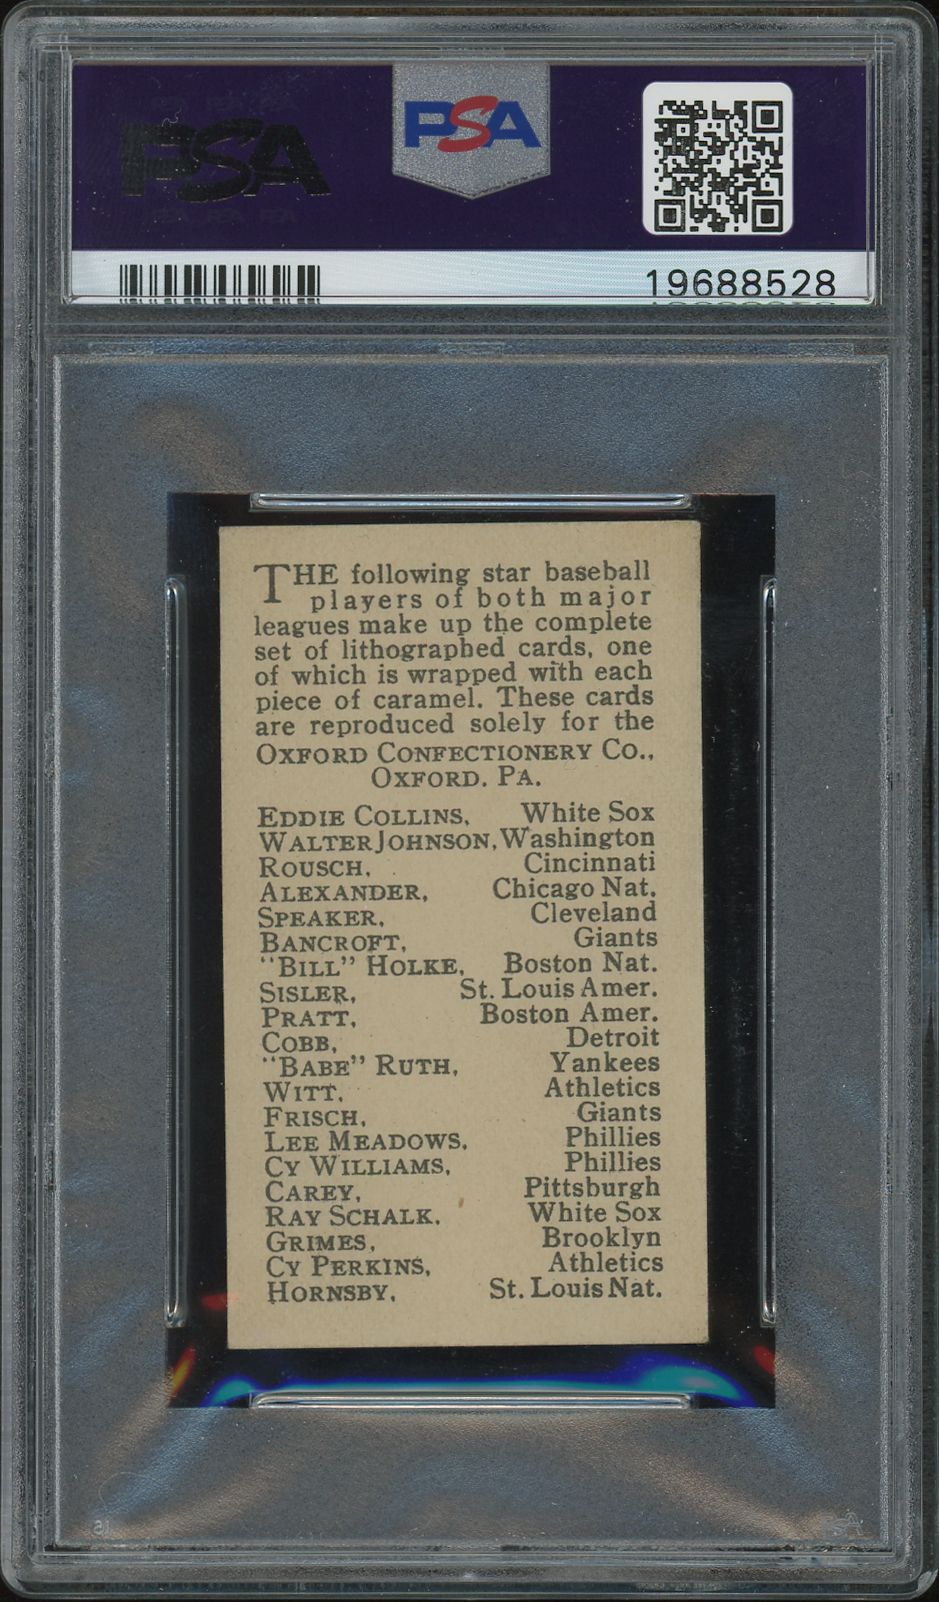 PSA
PSA
19688528
THE following star baseball
players of both major
leagues make up the complete
set of lithographed cards, one
of which is wrapped with each
piece of caramel. These cards
are reproduced solely for the
OXFORD CONFECTIONERY CO.,
OXFORD, PA.
EDDIE COLLINS, White Sox
WALTER JOHNSON, Washington
ROUSCH, Cincinnati
ALEXANDER, Chicago Nat.
SPEAKER, Cleveland
BANCROFT, Giants
"BILL" HOLKE, Boston Nat.
SISLER, St. Louis Amer.
PRATT, Boston Amer.
COBB, Detroit
"BABE" RUTH, Yankees
WITT, Athletics
FRISCH, Giants
LEE MEADOWS, Phillies
CY WILLIAMS, Phillies
CAREY, Pittsburgh
RAY SCHALK, White Sox
GRIMES, Brooklyn
CY PERKINS, Athletics
HORNSBY, St. Louis Nat.
PSA